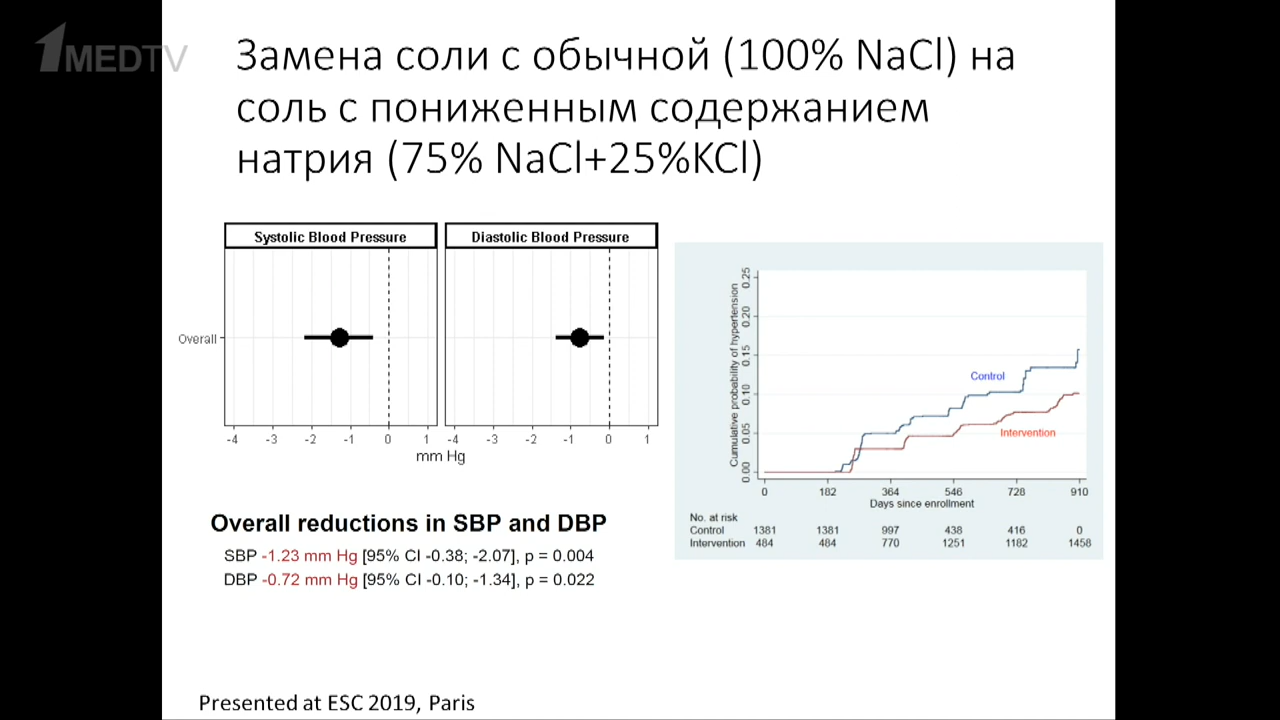 1MEDTV
Замена соли с обычной (100% NaCl) на
соль с пониженным содержанием
натрия (75% NaCl+25%KCl)
Systolic Blood Pressure
Diastolic Blood Pressure
Overall
-4 -3 -2 -1 0 1
-4 -3 -2 -1 0 1
mm Hg
Overall reductions in SBP and DBP
SBP -1.23 mm Hg [95% CI -0.38; -2.07], p = 0.004
DBP -0.72 mm Hg [95% CI -0.10; -1.34], p = 0.022
Cumulative probability of hypertension
0.25
0.20
0.15
0.10
0.05
0.00
Control
Intervention
0 182 364 546 728 910
Days since enrollment
No. at risk
Control 1381 1381 997 438 416 0
Intervention 484 484 770 1251 1182 1458
Presented at ESC 2019, Paris